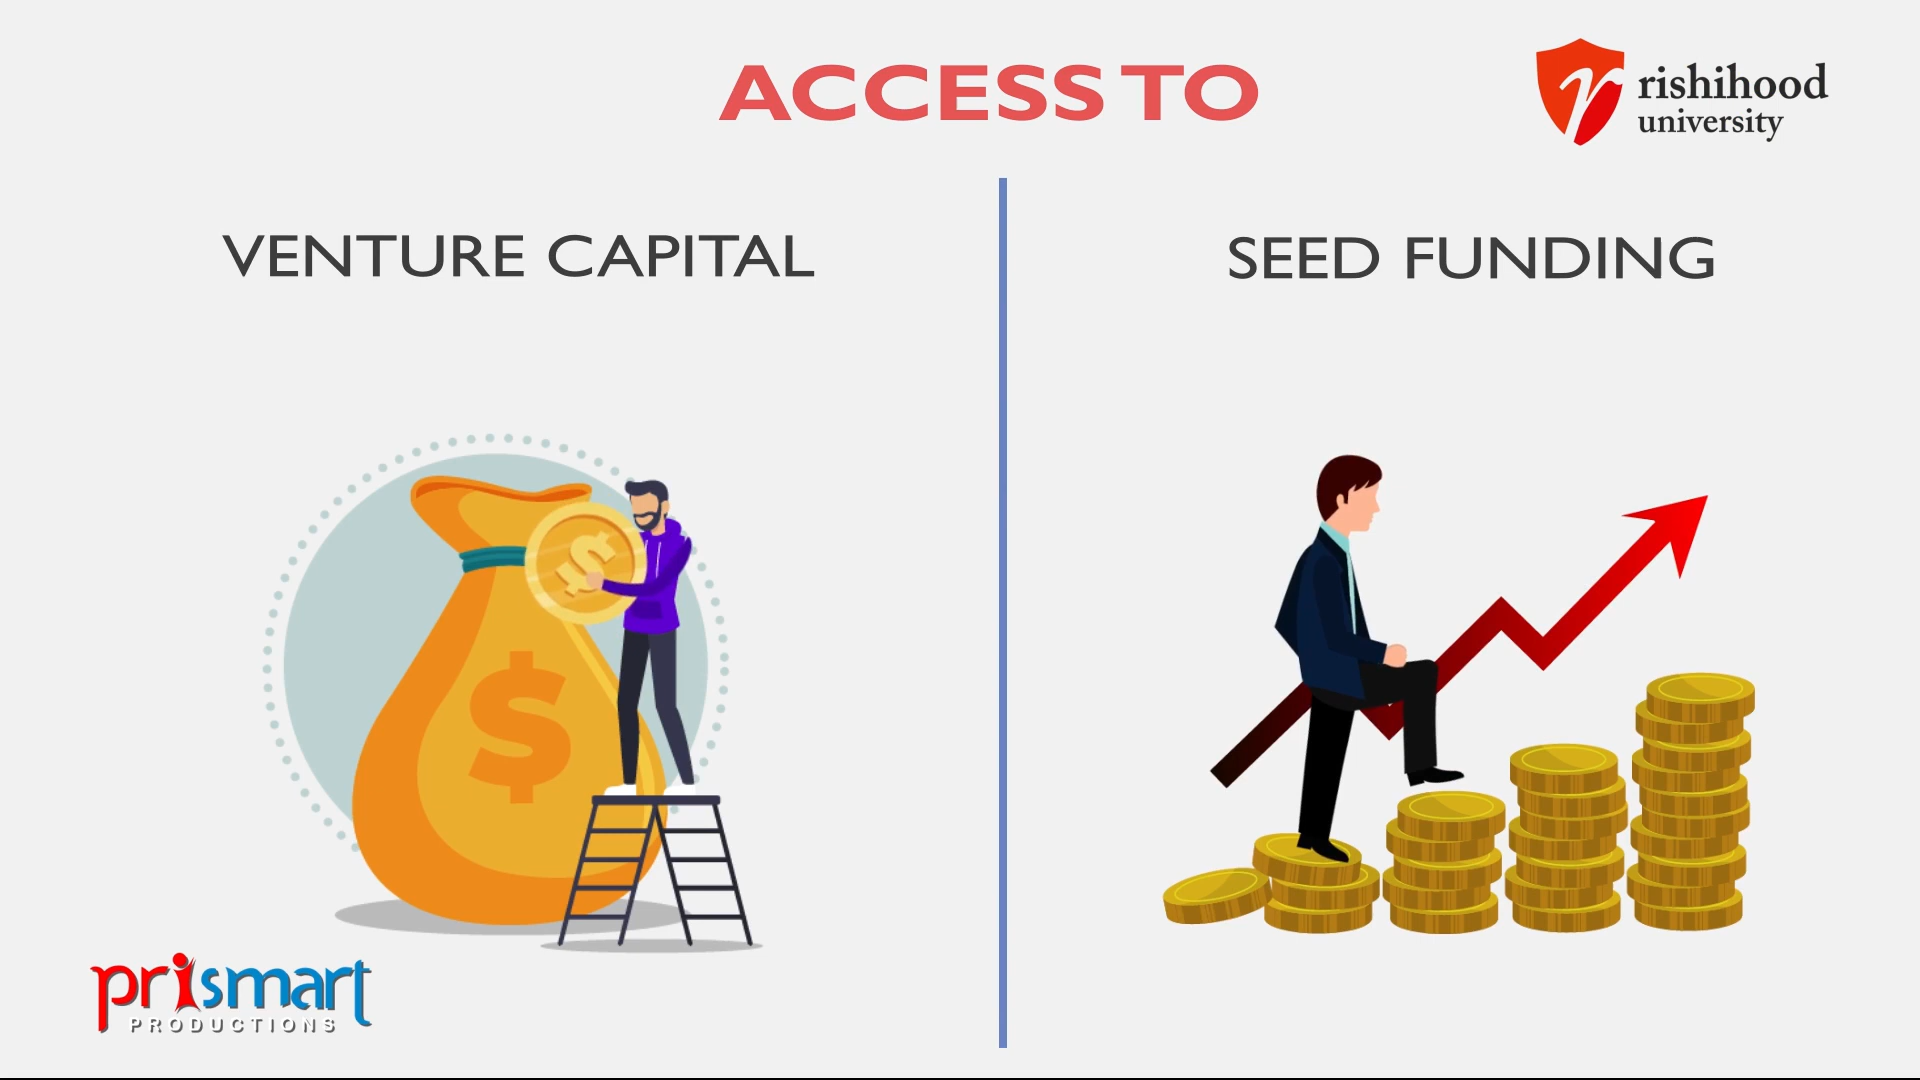 ACCESS TO
rishihood
university
VENTURE CAPITAL
SEED FUNDING
$
$
prismart
PRODUCTIONS